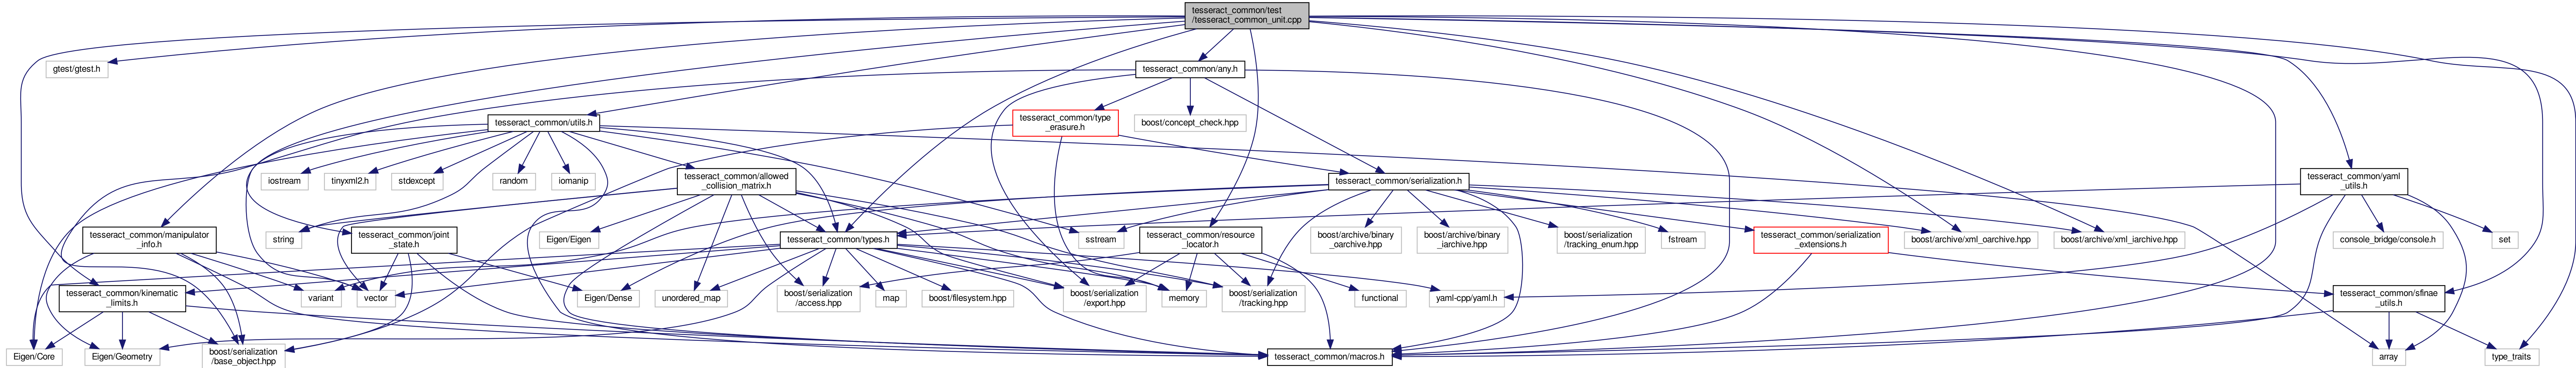 tesseract_common/test
/tesseract_common_unit.cpp
gtest/gtest.h
tesseract_common/any.h
tesseract_common/utils.h
tesseract_common/type
_erasure.h
boost/concept_check.hpp
iostream
tinyxml2.h
stdexcept
random
iomanip
tesseract_common/allowed
_collision_matrix.h
tesseract_common/serialization.h
tesseract_common/yaml
_utils.h
tesseract_common/manipulator
_info.h
string
tesseract_common/joint
_state.h
Eigen/Eigen
tesseract_common/types.h
sstream
tesseract_common/resource
_locator.h
boost/archive/binary
_oarchive.hpp
boost/archive/binary
_iarchive.hpp
boost/serialization
/tracking_enum.hpp
fstream
tesseract_common/serialization
_extensions.h
boost/archive/xml_oarchive.hpp
boost/archive/xml_iarchive.hpp
console_bridge/console.h
set
tesseract_common/kinematic
_limits.h
variant
vector
Eigen/Dense
unordered_map
boost/serialization
/access.hpp
map
boost/filesystem.hpp
boost/serialization
/export.hpp
memory
boost/serialization
/tracking.hpp
functional
yaml-cpp/yaml.h
tesseract_common/sfinae
_utils.h
Eigen/Core
Eigen/Geometry
boost/serialization
/base_object.hpp
tesseract_common/macros.h
array
type_traits